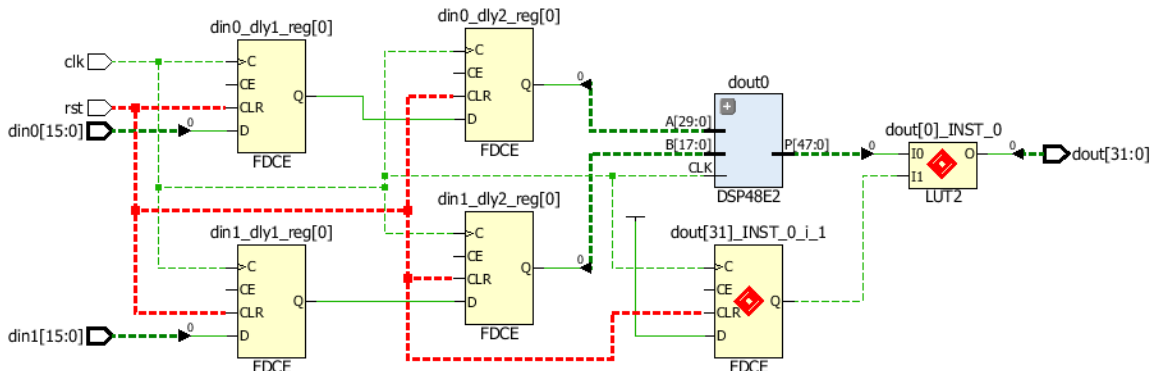 din0_dly1_reg[0]
C
CE
CLR
D
Q
FDCE
din0_dly2_reg[0]
C
CE
CLR
D
Q
FDCE
0
clk
rst
din0[15:0]
0
dout0
+
A[29:0]
B[17:0]
CLK
P[47:0]
DSP48E2
0
dout[0]_INST_0
I0
I1
O
LUT2
0
dout[31:0]
din1_dly1_reg[0]
C
CE
CLR
D
Q
FDCE
din1_dly2_reg[0]
C
CE
CLR
D
Q
FDCE
0
din1[15:0]
0
dout[31]_INST_0_i_1
C
CE
CLR
D
Q
FDCE